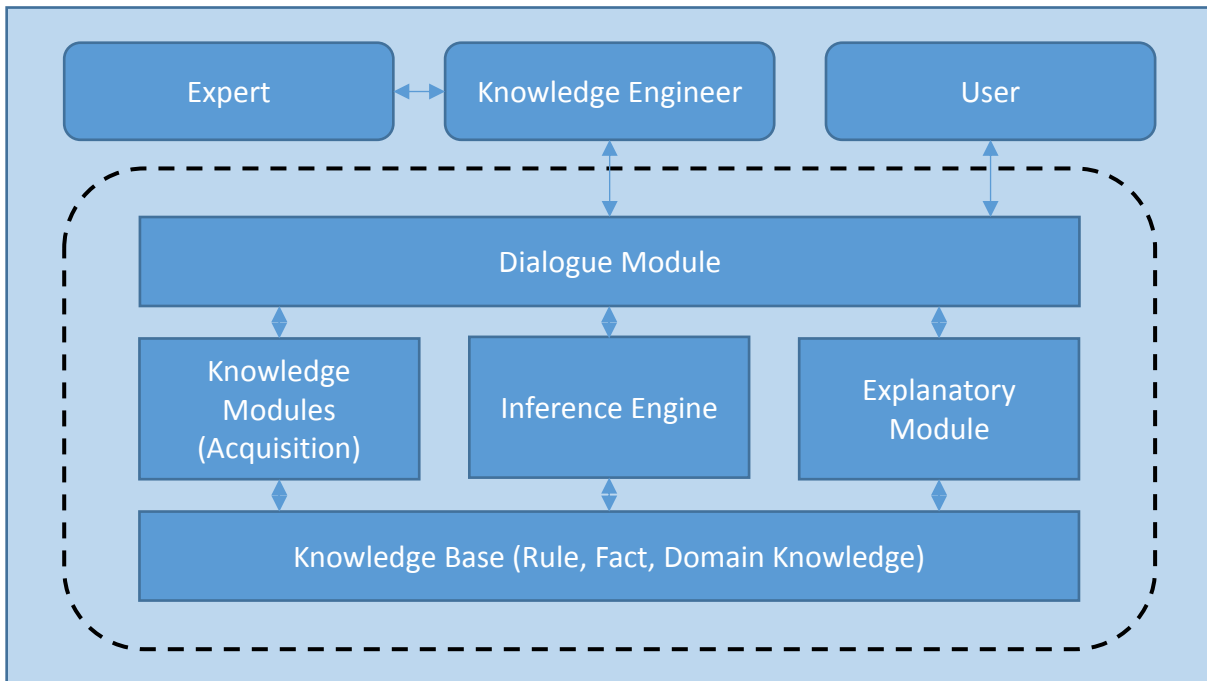 Expert
Knowledge Engineer
User
Dialogue Module
Knowledge
Modules
(Acquisition)
Inference Engine
Explanatory
Module
Knowledge Base (Rule, Fact, Domain Knowledge)